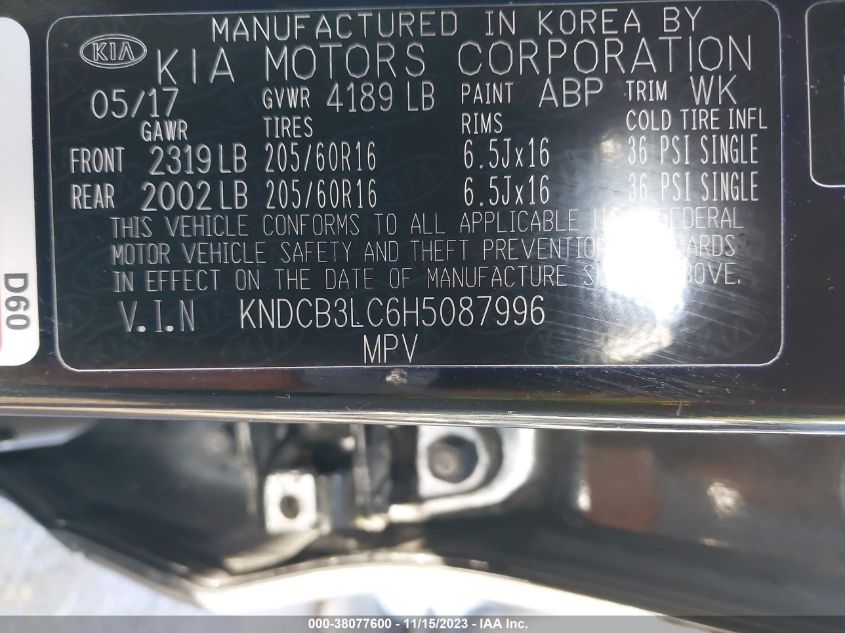 MANUFACTURED IN KOREA BY
KIA KIA MOTORS CORPORATION
05/17 GVWR 4189 LB PAINT ABP TRIM WK
GAWR TIRES RIMS COLD TIRE INFL
FRONT 2319 LB 205/60R16 6.5Jx16 36 PSI SINGLE
REAR 2002 LB 205/60R16 6.5Jx16 36 PSI SINGLE
THIS VEHICLE CONFORMS TO ALL APPLICABLE FEDERAL
MOTOR VEHICLE SAFETY AND THEFT PREVENTION
IN EFFECT ON THE DATE OF MANUFACTURE
V.I.N KNDCB3LC6H5087996
MPV
D60
000-38077600 - 11/15/2023 - IAA Inc.